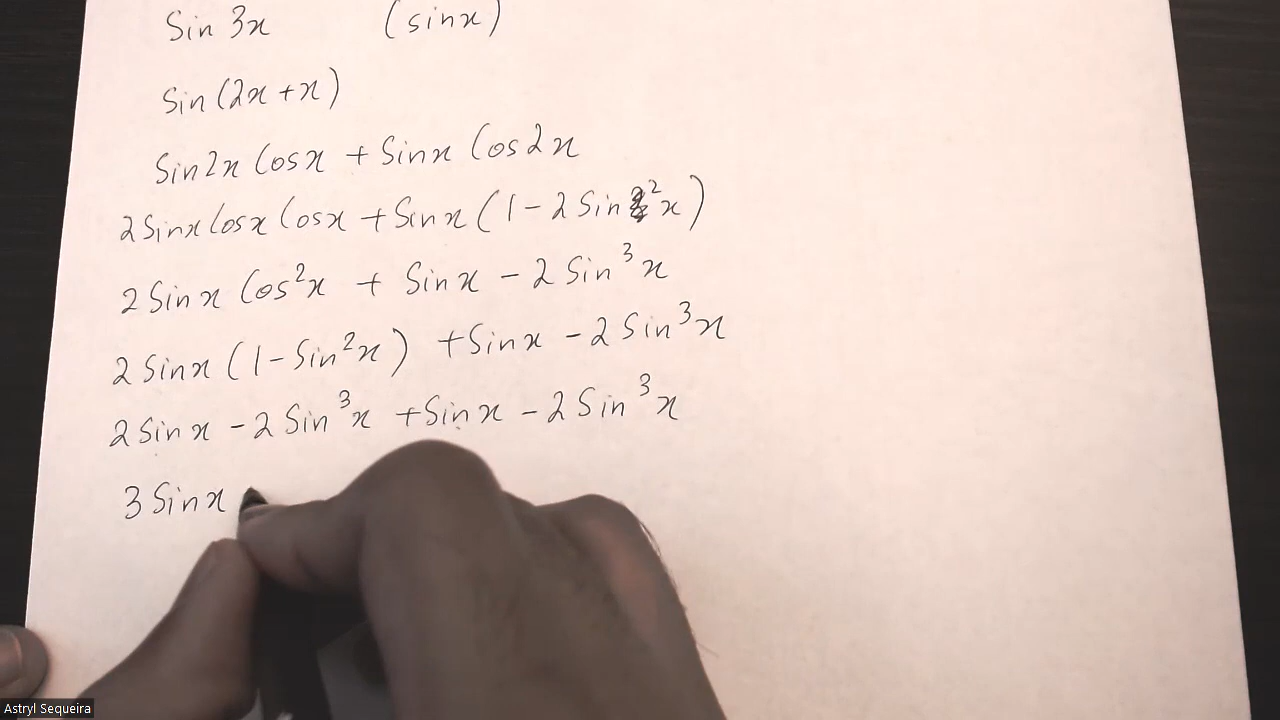 Sin 3x (sinx)
Sin (2x + x)
Sin2x Cosx + Sinx Cos2x
2 Sinx Cosx Cosx + Sinx (1 - 2 Sin²x)
2 Sinx Cos²x + Sinx - 2 Sin³x
2 Sinx (1 - Sin²x) + Sinx - 2 Sin³x
2 Sinx - 2 Sin³x + Sinx - 2 Sin³x
3 Sinx
Astryl Sequeira